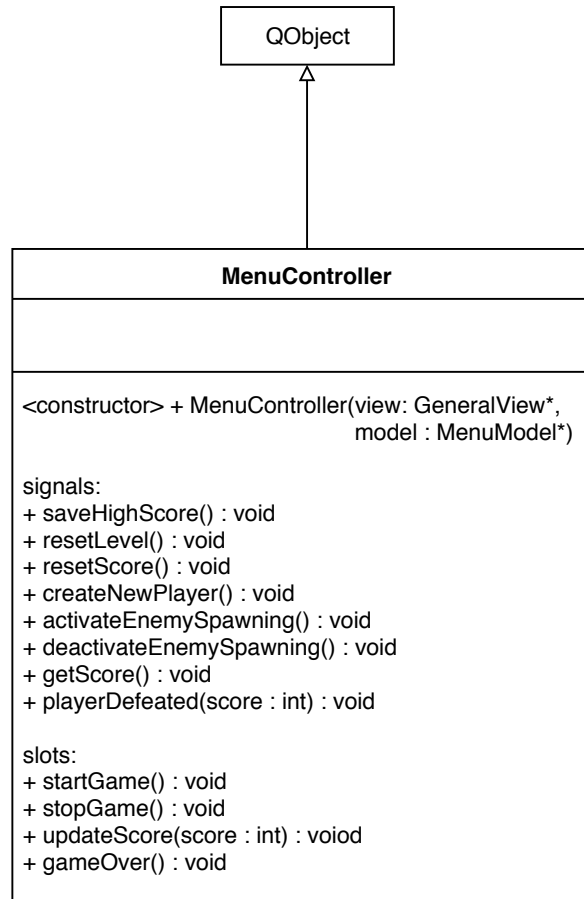 QObject
MenuController
<constructor> + MenuController(view: GeneralView*,
model : MenuModel*)
signals:
+ saveHighScore() : void
+ resetLevel() : void
+ resetScore() : void
+ createNewPlayer() : void
+ activateEnemySpawning() : void
+ deactivateEnemySpawning() : void
+ getScore() : void
+ playerDefeated(score : int) : void
slots:
+ startGame() : void
+ stopGame() : void
+ updateScore(score : int) : voiod
+ gameOver() : void